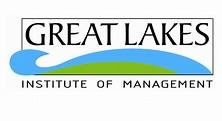 GREAT LAKES
INSTITUTE OF MANAGEMENT